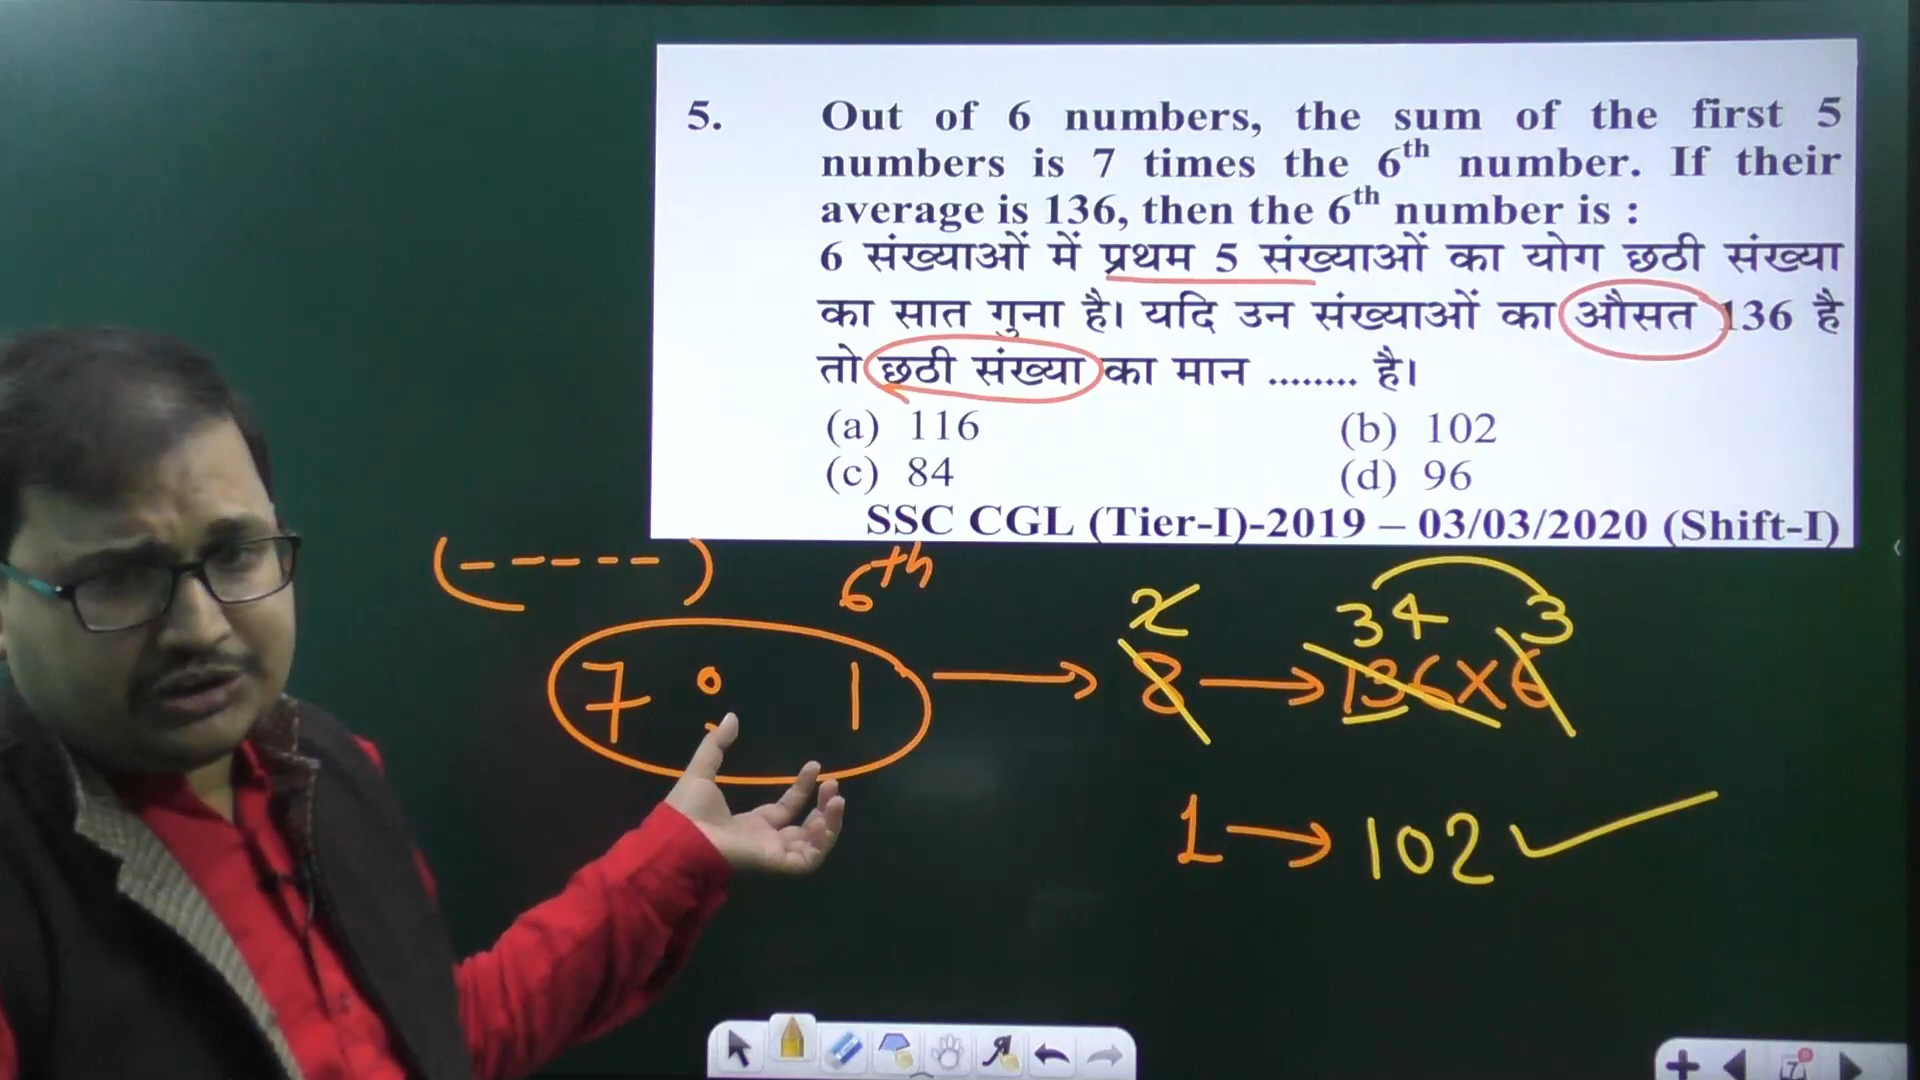 5. Out of 6 numbers, the sum of the first 5
numbers is 7 times the 6th number. If their
average is 136, then the 6th number is :
6 संख्याओं में प्रथम 5 संख्याओं का योग छठी संख्या
का सात गुना है। यदि उन संख्याओं का औसत 136 है
तो छठी संख्या का मान ........ है।
(a) 116 (b) 102
(c) 84 (d) 96
SSC CGL (Tier-I)-2019 – 03/03/2020 (Shift-I)
(-----) 6th
2 34 3
7 : 1 → 8 → 136×6
1 → 102 ✓
7